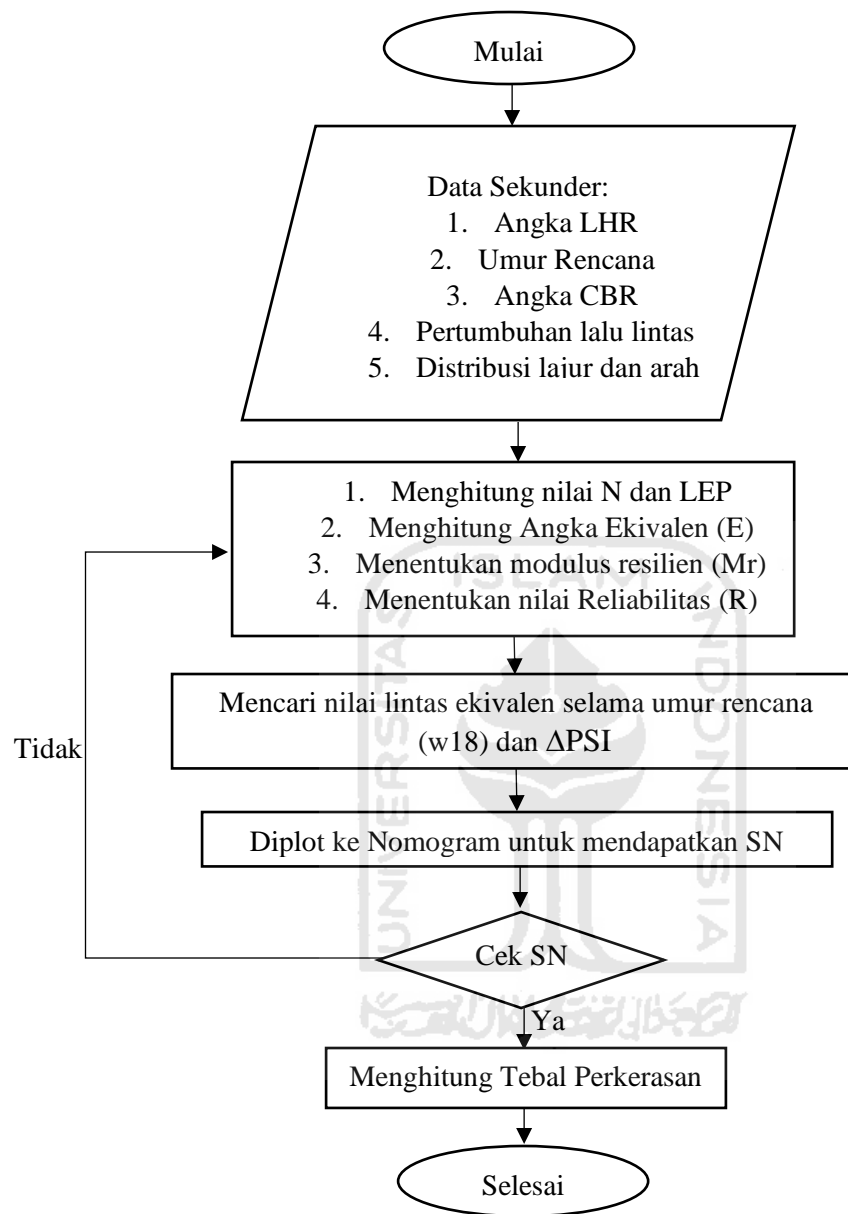 Mulai
Data Sekunder:
1. Angka LHR
2. Umur Rencana
3. Angka CBR
4. Pertumbuhan lalu lintas
5. Distribusi lajur dan arah
1. Menghitung nilai N dan LEP
2. Menghitung Angka Ekivalen (E)
3. Menentukan modulus resilien (Mr)
4. Menentukan nilai Reliabilitas (R)
Mencari nilai lintas ekivalen selama umur rencana
(w18) dan ΔPSI
Tidak
Diplot ke Nomogram untuk mendapatkan SN
Cek SN
Ya
Menghitung Tebal Perkerasan
Selesai
UNIVERSITAS
ISLAM
INDONESIA